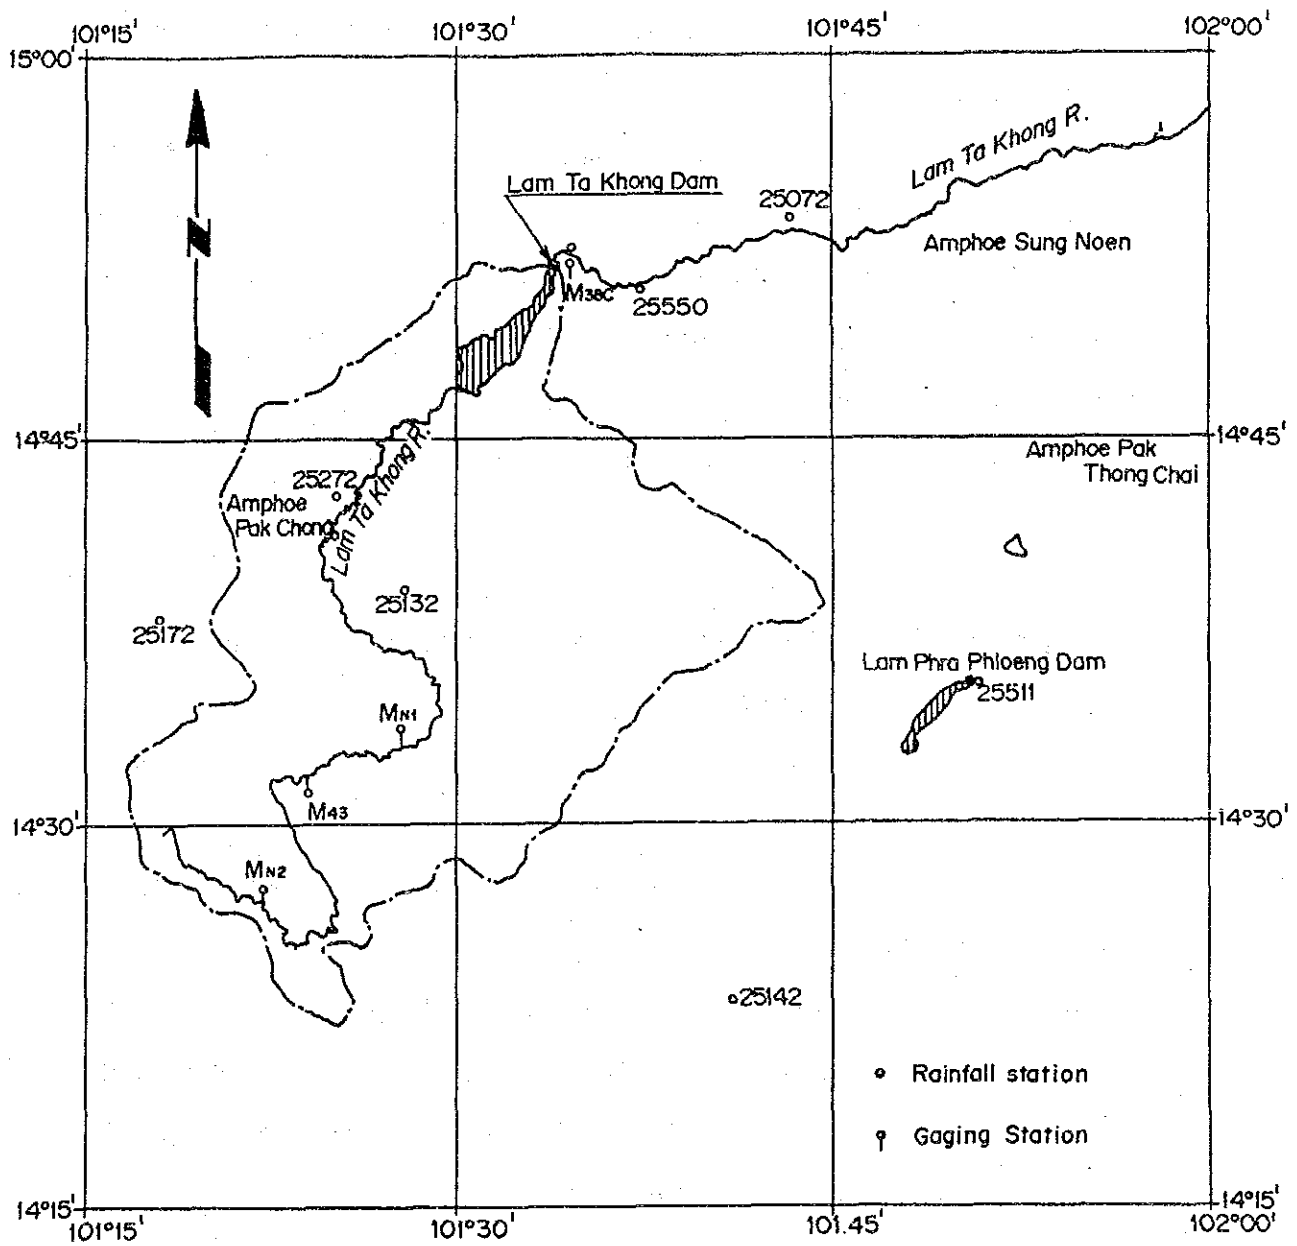 101°15'
101°30'
101°45'
102°00'
15°00'
N
Lam Ta Khong R.
Lam Ta Khong Dam
25072
Amphoe Sung Noen
M38C
25550
14°45'
14°45'
Amphoe Pak
Thong Chai
Lam Ta Khong R.
25272
Amphoe
Pak Chong
25132
25172
Lam Phra Phloeng Dam
25511
MN1
M43
14°30'
14°30'
MN2
25142
Rainfall station
Gaging Station
14°15'
14°15'
101°15'
101°30'
101.45'
102°00'